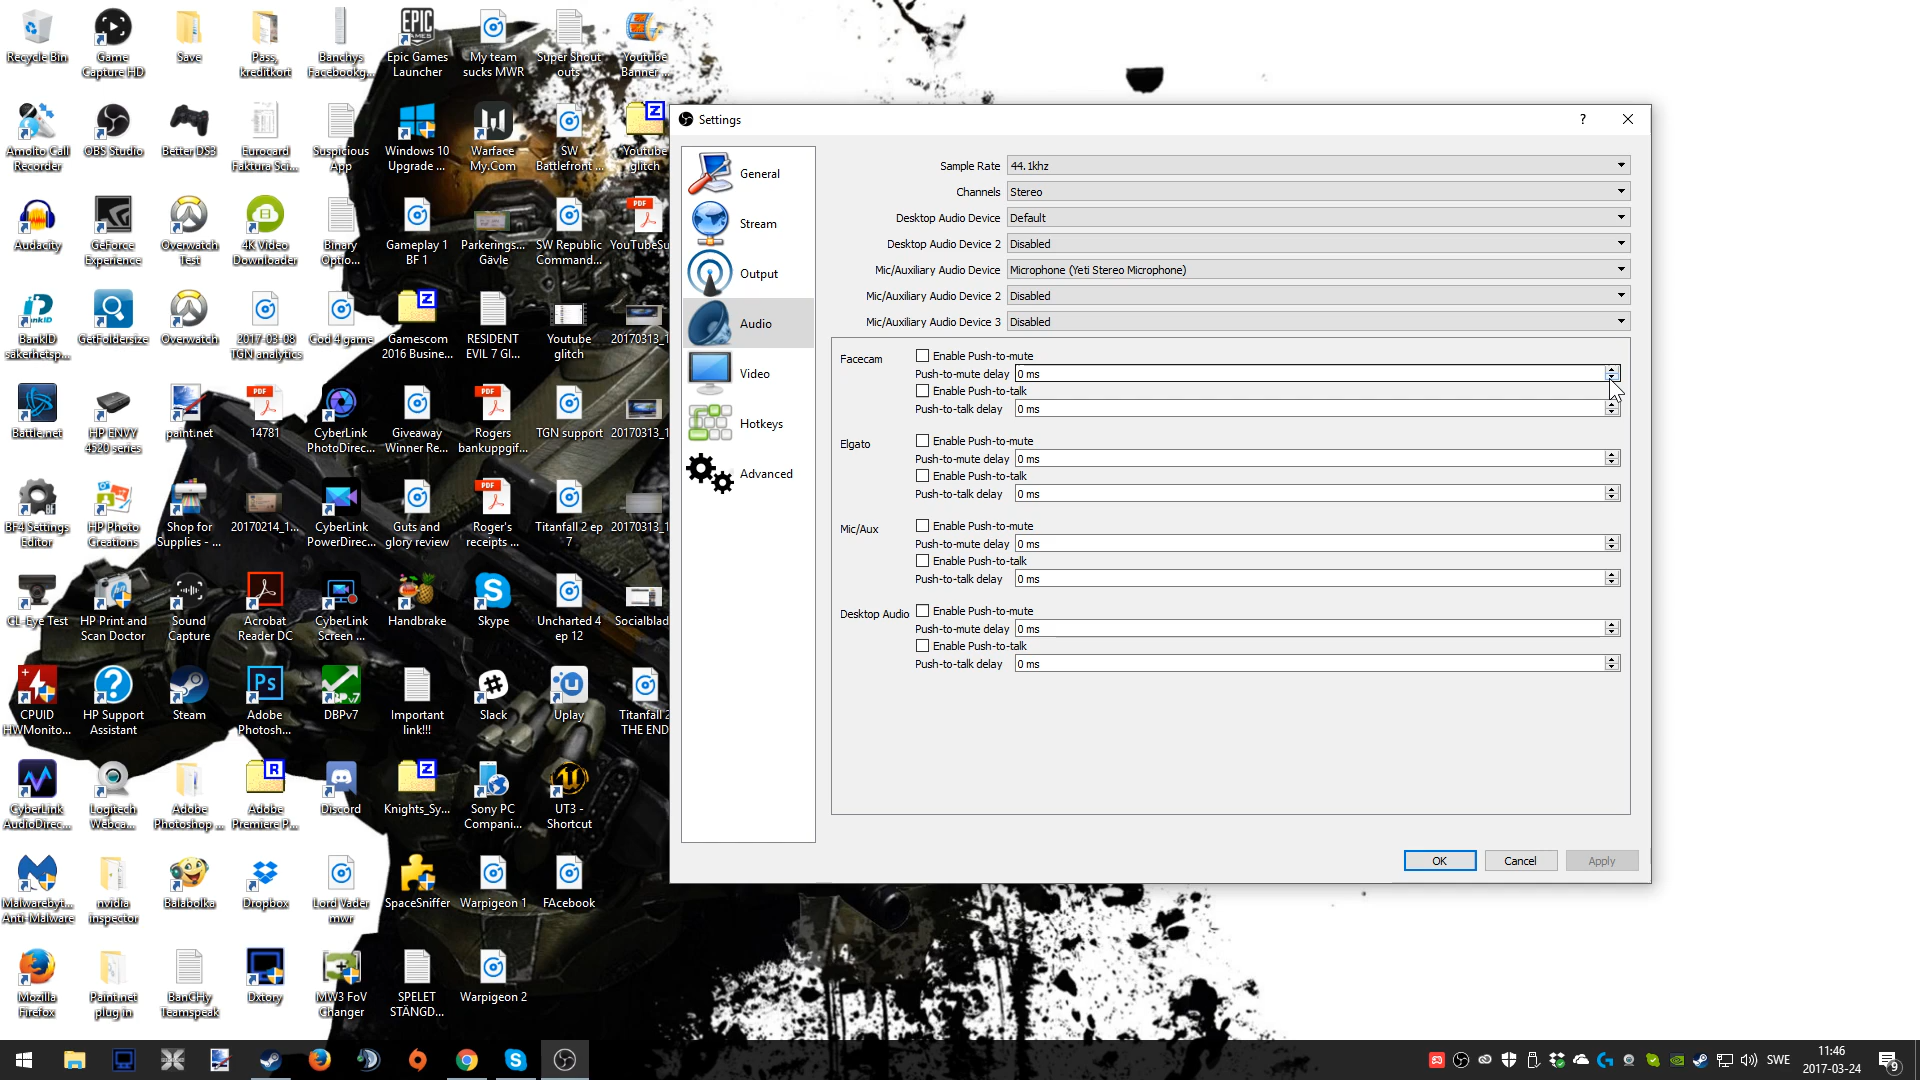 Recycle Bin
Game
Capture HD
Save
Pass,
kreditkort
Banchys
Facebookg...
Epic Games
Launcher
My team
sucks MWR
Super Shout
outs
Youtube
Banner ...
Amolto Call
Recorder
OBS Studio
Better DS3
Eurocard
Faktura Sci...
Suspicious
App
Windows 10
Upgrade ...
Warface
My.Com
SW
Battlefront ...
Youtube
glitch
Audacity
GeForce
Experience
Overwatch
Test
4K Video
Downloader
Binary
Optio...
Gameplay 1
BF 1
Parkerings...
Gävle
SW Republic
Command...
YouTubeSu
BankID
säkerhetsp...
GetFoldersize
Overwatch
2017-03-08
TGN analytics
Cod 4 game
Gamescom
2016 Busine...
RESIDENT
EVIL 7 Gl...
Youtube
glitch
20170313_1
Battle.net
HP ENVY
4520 series
paint.net
14781
CyberLink
PhotoDirec...
Giveaway
Winner Re...
Rogers
bankuppgif...
TGN support
20170313_1
BF4 Settings
Editor
HP Photo
Creations
Shop for
Supplies - ...
20170214_1...
CyberLink
PowerDirec...
Guts and
glory review
Roger's
receipts ...
Titanfall 2 ep
7
20170313_1
CL-Eye Test
HP Print and
Scan Doctor
Sound
Capture
Acrobat
Reader DC
CyberLink
Screen ...
Handbrake
Skype
Uncharted 4
ep 12
Socialblad
CPUID
HWMonito...
HP Support
Assistant
Steam
Adobe
Photosh...
DBPv7
Important
link!!!
Slack
Uplay
Titanfall 2
THE END
CyberLink
AudioDirec...
Logitech
Webca...
Adobe
Photoshop ...
Adobe
Premiere P...
Discord
Knights_Sy...
Sony PC
Compani...
UT3 -
Shortcut
Malwarebyt...
Anti-Malware
nvidia
inspector
Balabolka
Dropbox
Lord Vader
mwr
SpaceSniffer
Warpigeon 1
FAcebook
Mozilla
Firefox
Paint.net
plug in
BanCHy
Teamspeak
Dxtory
MW3 FoV
Changer
SPELET
STÄNGD...
Warpigeon 2
Settings
?
General
Stream
Output
Audio
Video
Hotkeys
Advanced
Sample Rate 44.1khz
Channels Stereo
Desktop Audio Device Default
Desktop Audio Device 2 Disabled
Mic/Auxiliary Audio Device Microphone (Yeti Stereo Microphone)
Mic/Auxiliary Audio Device 2 Disabled
Mic/Auxiliary Audio Device 3 Disabled
Facecam Enable Push-to-mute
Push-to-mute delay 0 ms
Enable Push-to-talk
Push-to-talk delay 0 ms
Elgato Enable Push-to-mute
Push-to-mute delay 0 ms
Enable Push-to-talk
Push-to-talk delay 0 ms
Mic/Aux Enable Push-to-mute
Push-to-mute delay 0 ms
Enable Push-to-talk
Push-to-talk delay 0 ms
Desktop Audio Enable Push-to-mute
Push-to-mute delay 0 ms
Enable Push-to-talk
Push-to-talk delay 0 ms
OK Cancel Apply
SWE
11:46
2017-03-24
9